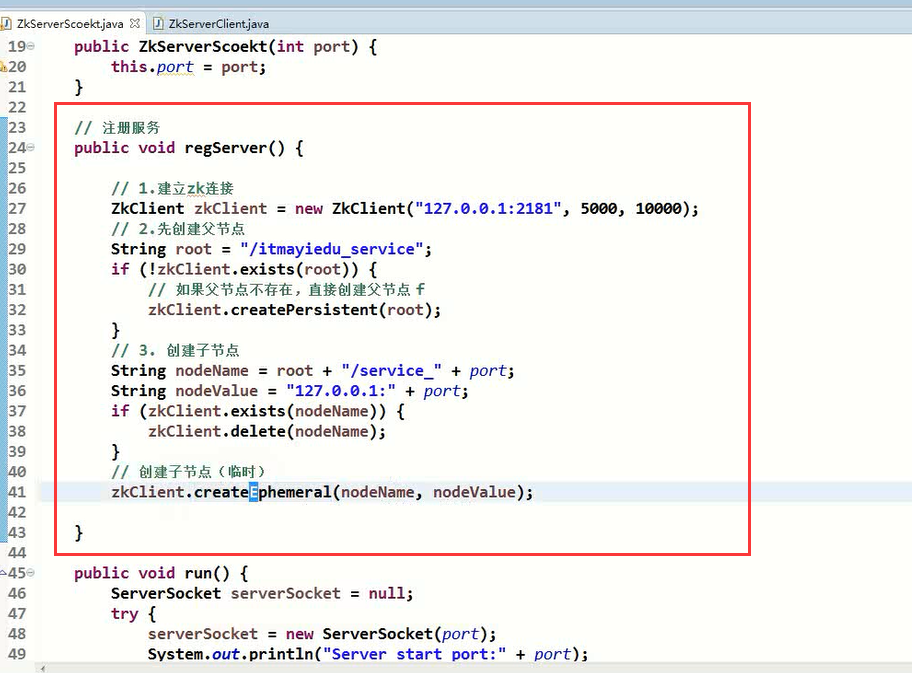 ZkServerScoekt.java ZkServerClient.java
19 public ZkServerScoekt(int port) {
20 this.port = port;
21 }
22
23 // 注册服务
24 public void regServer() {
25
26 // 1.建立zk连接
27 ZkClient zkClient = new ZkClient("127.0.0.1:2181", 5000, 10000);
28 // 2.先创建父节点
29 String root = "/itmayiedu_service";
30 if (!zkClient.exists(root)) {
31 // 如果父节点不存在，直接创建父节点 f
32 zkClient.createPersistent(root);
33 }
34 // 3. 创建子节点
35 String nodeName = root + "/service_" + port;
36 String nodeValue = "127.0.0.1:" + port;
37 if (zkClient.exists(nodeName)) {
38 zkClient.delete(nodeName);
39 }
40 // 创建子节点（临时）
41 zkClient.createEphemeral(nodeName, nodeValue);
42
43 }
44
45 public void run() {
46 ServerSocket serverSocket = null;
47 try {
48 serverSocket = new ServerSocket(port);
49 System.out.println("Server start port:" + port);